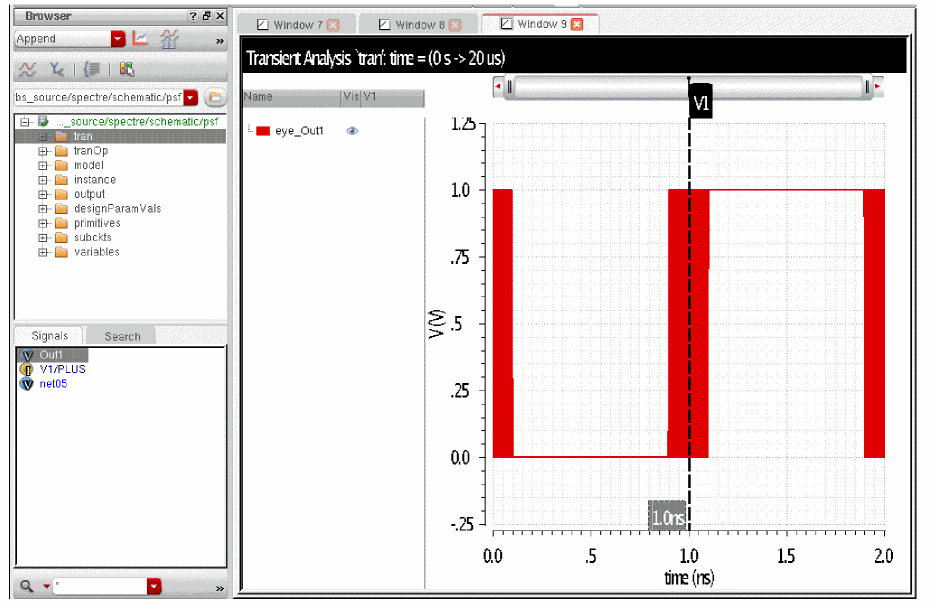 Browser
Window 7
Window 8
Window 9
Append
»
Transient Analysis `tran': time = (0 s -> 20 us)
bs_source/spectre/schematic/psf
Name
Vis
V1
..._source/spectre/schematic/psf
tran
tranOp
model
instance
output
designParamVals
primitives
subckts
variables
eye_Out1
V1
1.25
1.0
.75
.5
.25
0.0
-.25
V(V)
1.0ns
0.0
.5
1.0
1.5
2.0
time (ns)
Signals
Search
Out1
V1/PLUS
net05
»